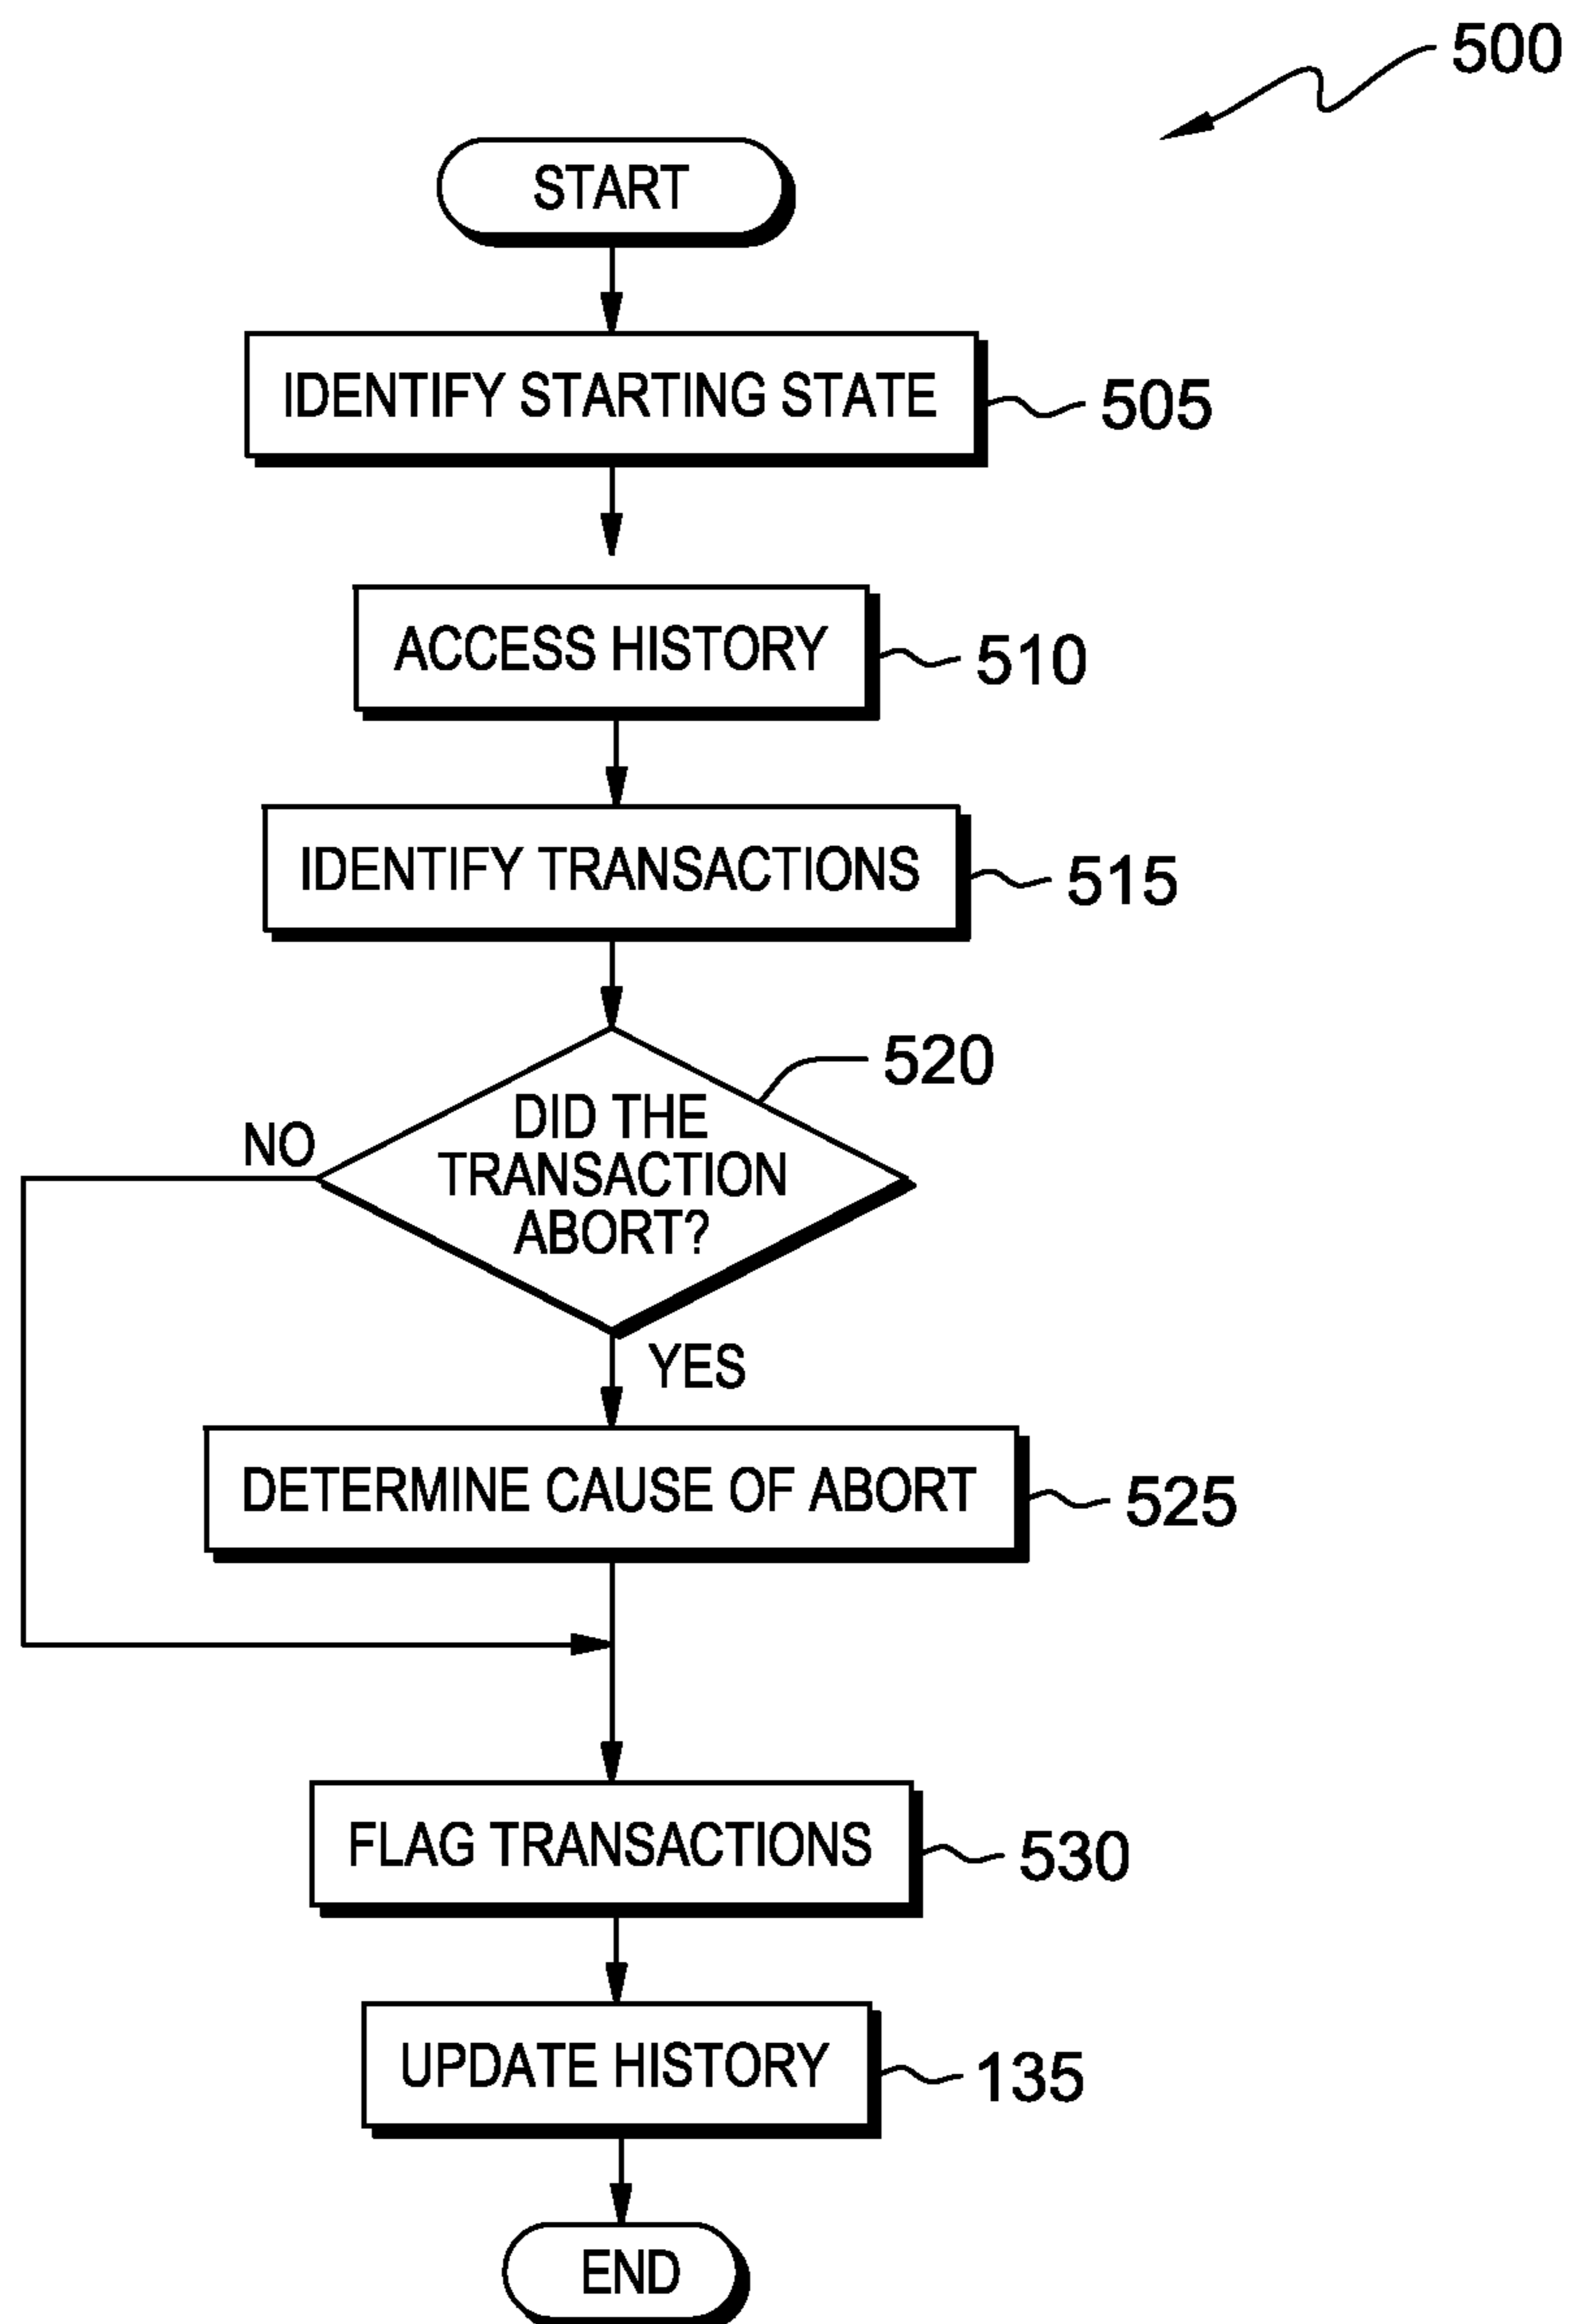 500
START
IDENTIFY STARTING STATE
505
ACCESS HISTORY
510
IDENTIFY TRANSACTIONS
515
520
DID THE
TRANSACTION
ABORT?
NO
YES
DETERMINE CAUSE OF ABORT
525
FLAG TRANSACTIONS
530
UPDATE HISTORY
135
END